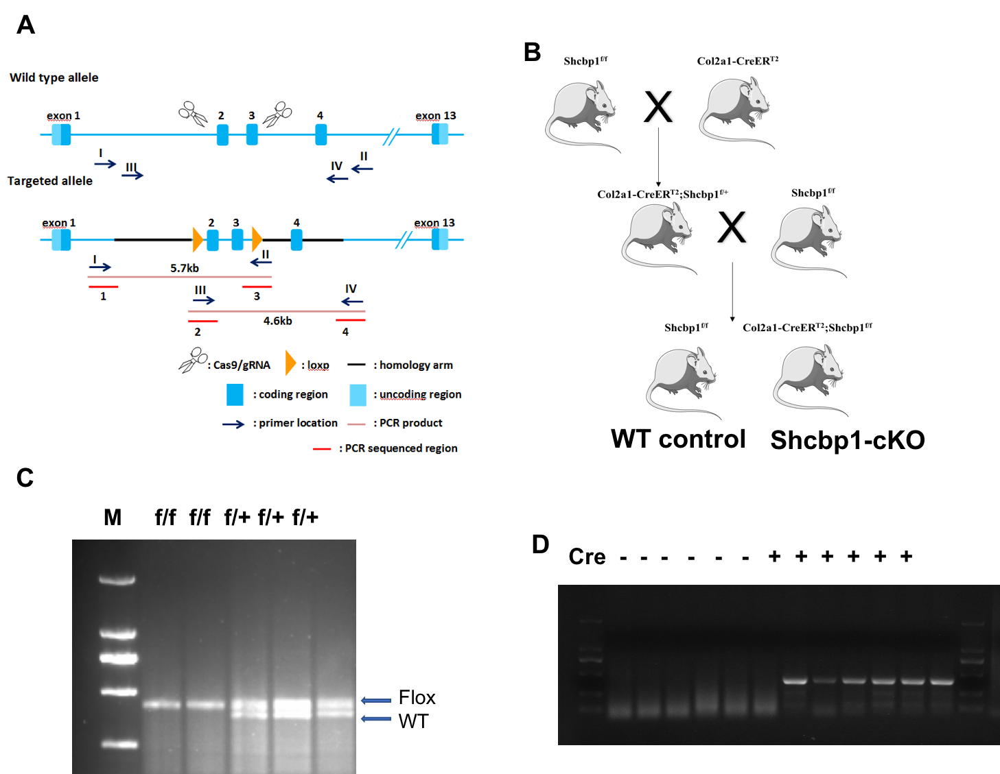 A
Wild type allele
exon 1
2
3
4
exon 13
I
III
IV
II
Targeted allele
exon 1
2
3
4
exon 13
I
II
5.7kb
1
3
III
IV
4.6kb
2
4
: Cas9/gRNA
: loxp
: homology arm
: coding region
: uncoding region
: primer location
: PCR product
: PCR sequenced region
B
Shcbp1f/f
Col2a1-CreERT2
X
Col2a1-CreERT2;Shcbp1f/+
Shcbp1f/f
X
Shcbp1f/f
Col2a1-CreERT2;Shcbp1f/f
WT control
Shcbp1-cKO
C
M f/f f/f f/+ f/+ f/+
Flox
WT
D
Cre - - - - - - + + + + + +